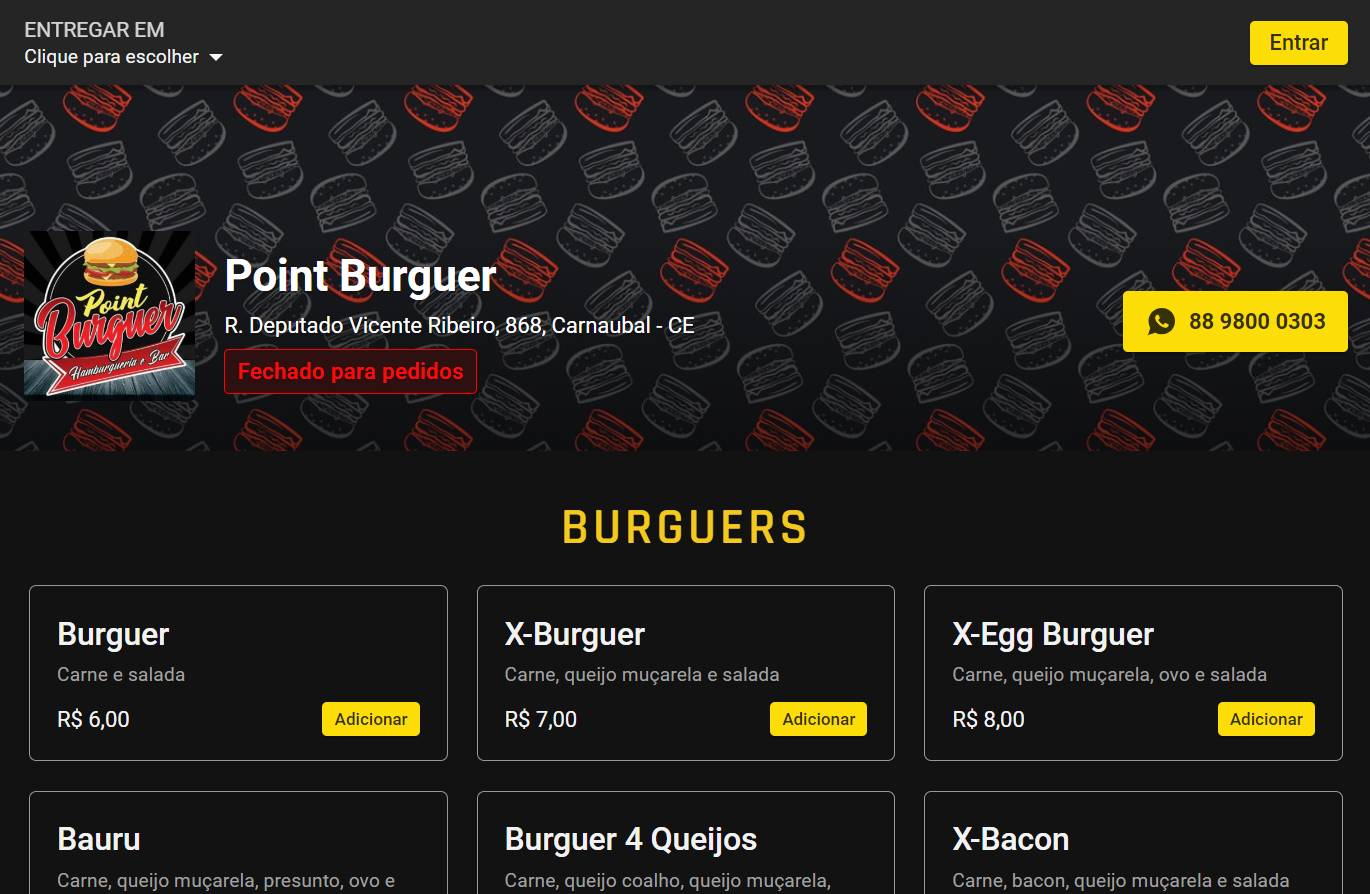 ENTREGAR EM
Clique para escolher
Entrar
Point
Burguer
Hamburgueria e Bar
Point Burguer
R. Deputado Vicente Ribeiro, 868, Carnaubal - CE
Fechado para pedidos
88 9800 0303
BURGUERS
Burguer
Carne e salada
R$ 6,00
Adicionar
X-Burguer
Carne, queijo muçarela e salada
R$ 7,00
Adicionar
X-Egg Burguer
Carne, queijo muçarela, ovo e salada
R$ 8,00
Adicionar
Bauru
Carne, queijo muçarela, presunto, ovo e
Burguer 4 Queijos
Carne, queijo coalho, queijo muçarela,
X-Bacon
Carne, bacon, queijo muçarela e salada